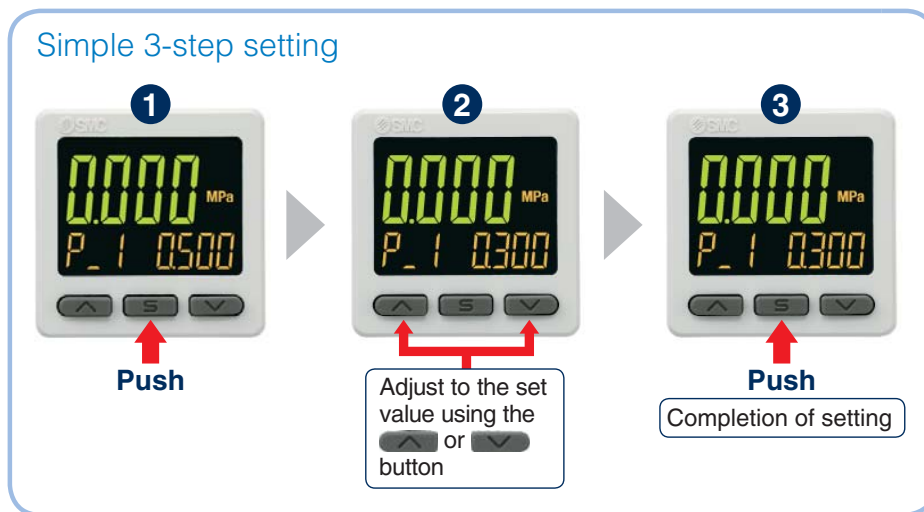 Simple 3-step setting
1
2
3
SMC
0.000 MPa
P_1 0.500
S
SMC
0.000 MPa
P_1 0.300
S
SMC
0.000 MPa
P_1 0.300
S
Push
Adjust to the set
value using the
or
button
Push
Completion of setting